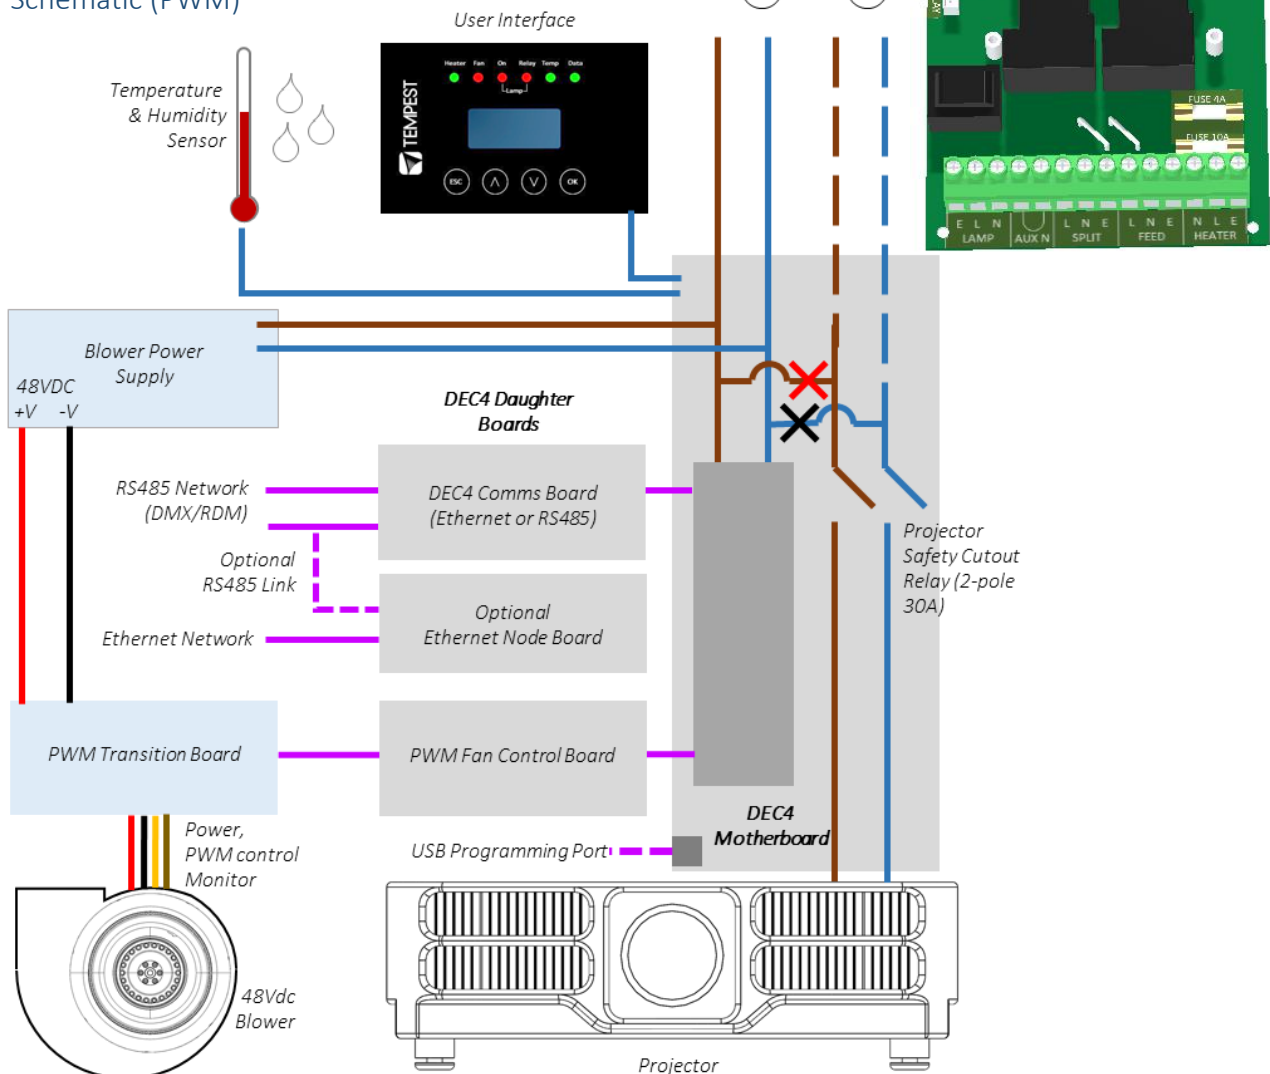 Schematic (PWM)
User Interface
Temperature
& Humidity
Sensor
Heater Fan On Relay Temp Data
Lamp
TEMPEST
ESC
OK
FUSE 4A
FUSE 10A
E L N L N E L N E N L E
LAMP AUX N SPLIT FEED HEATER
Blower Power
Supply
48VDC
+V -V
DEC4 Daughter
Boards
RS485 Network
(DMX/RDM)
DEC4 Comms Board
(Ethernet or RS485)
Optional
RS485 Link
Projector
Safety Cutout
Relay (2-pole
30A)
Optional
Ethernet Node Board
Ethernet Network
PWM Transition Board
PWM Fan Control Board
DEC4
Motherboard
Power,
PWM control
Monitor
USB Programming Port
48Vdc
Blower
Projector